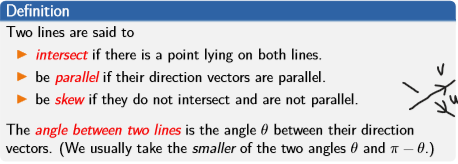 Definition
Two lines are said to
▶ intersect if there is a point lying on both lines.
▶ be parallel if their direction vectors are parallel.
▶ be skew if they do not intersect and are not parallel.
The angle between two lines is the angle θ between their direction
vectors. (We usually take the smaller of the two angles θ and π − θ.)
v
u